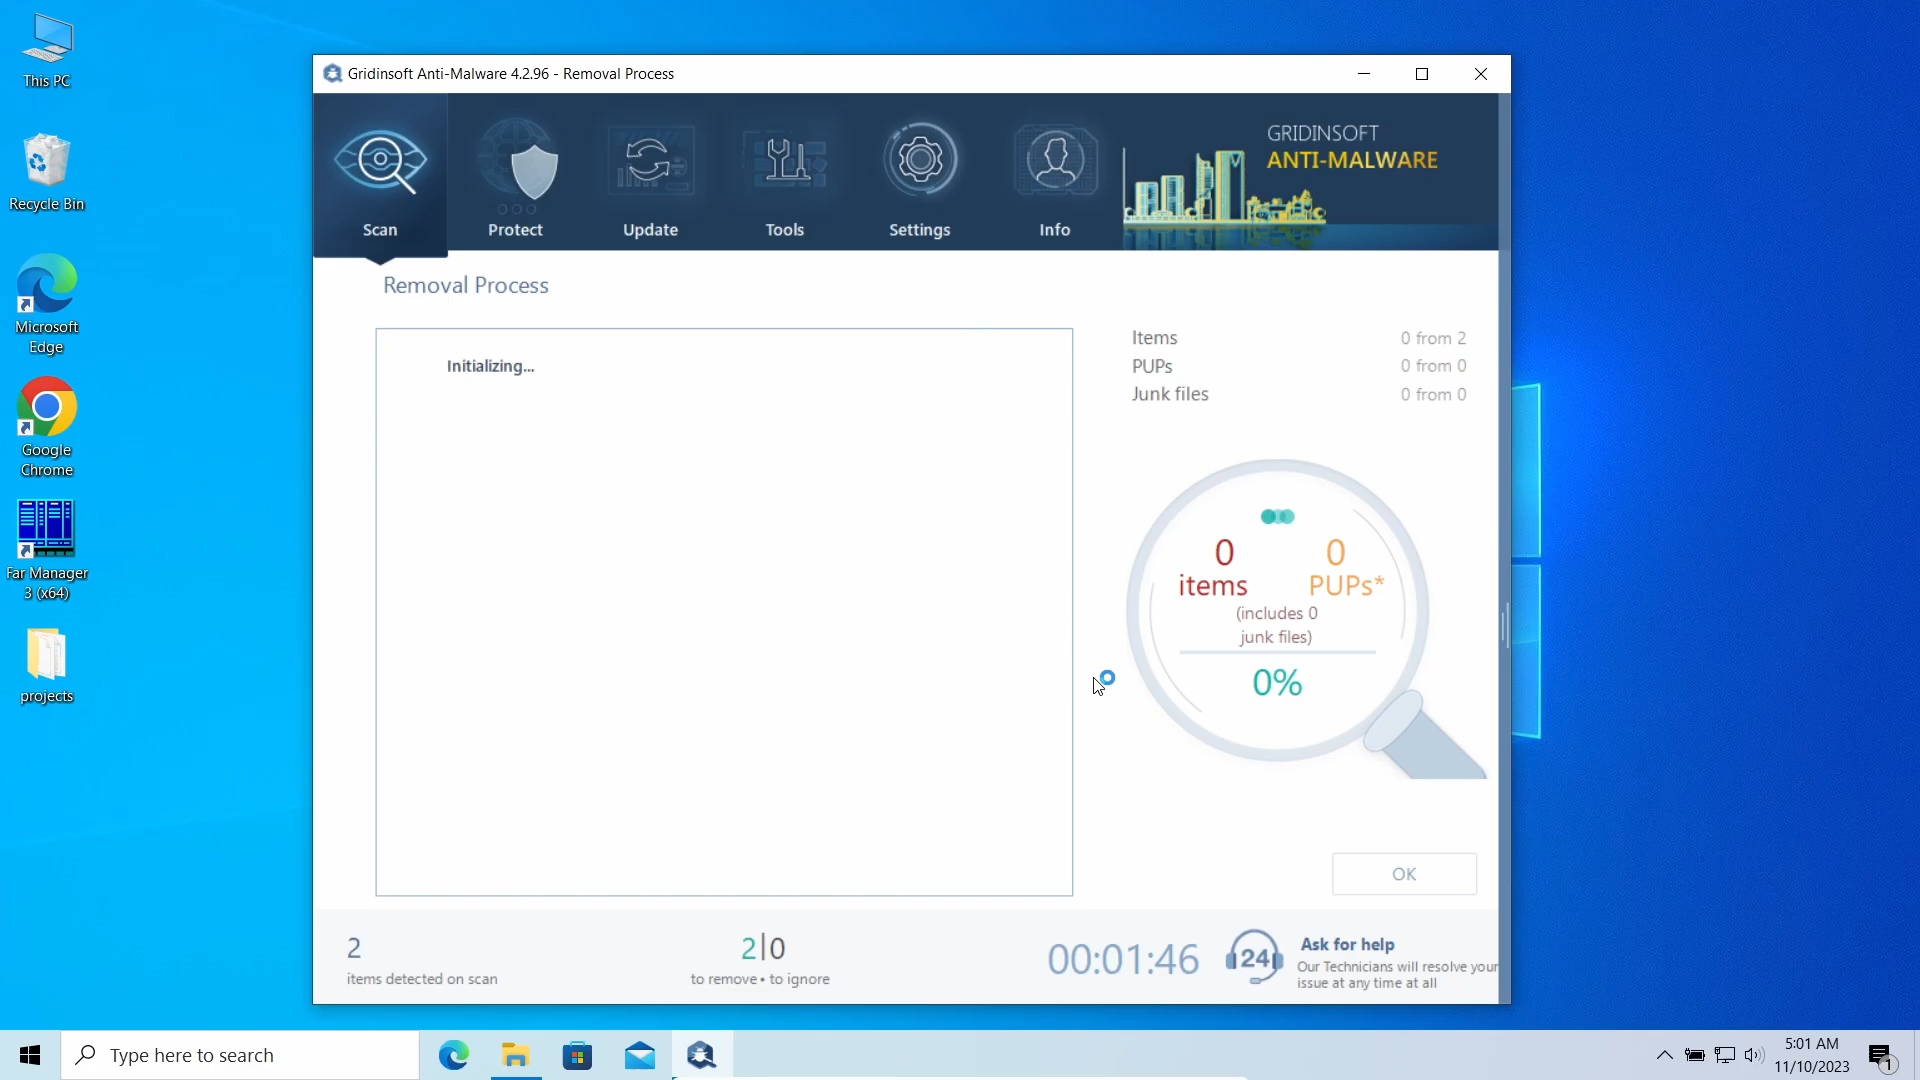 This PC
Recycle Bin
Microsoft
Edge
Google
Chrome
Far Manager
3 (x64)
projects
Gridinsoft Anti-Malware 4.2.96 - Removal Process
Scan
Protect
Update
Tools
Settings
Info
GRIDINSOFT
ANTI-MALWARE
Removal Process
Initializing...
Items 0 from 2
PUPs 0 from 0
Junk files 0 from 0
0 0
items PUPs*
(includes 0
junk files)
0%
OK
2
items detected on scan
2|0
to remove • to ignore
00:01:46
24
Ask for help
Our Technicians will resolve your
issue at any time at all
Type here to search
5:01 AM
11/10/2023
1